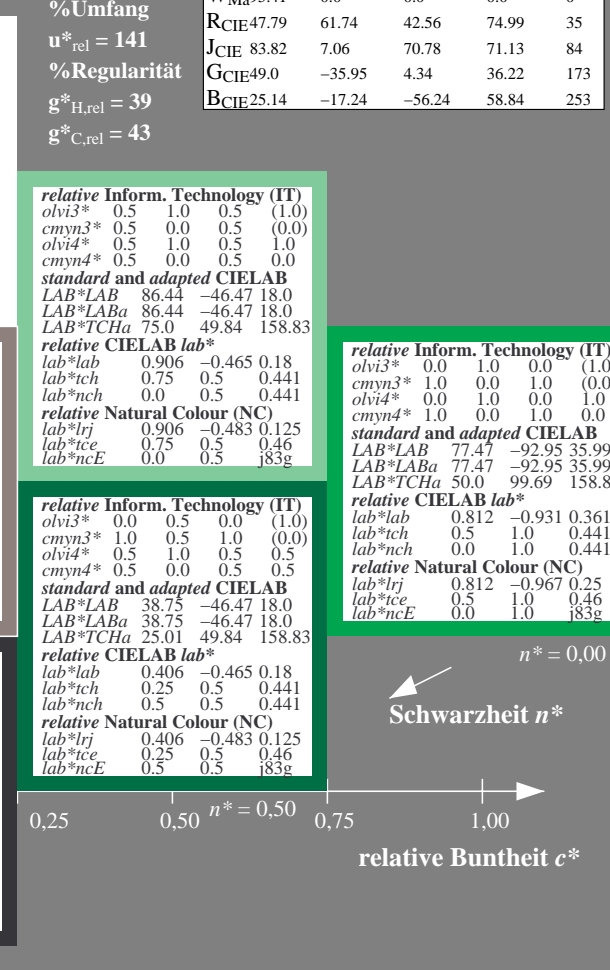 %Umfang
u*rel = 141
%Regularität
g*H,rel = 39
g*C,rel = 43
RCIE 47.79 61.74 42.56 74.99 35
JCIE 83.82 7.06 70.78 71.13 84
GCIE 49.0 −35.95 4.34 36.22 173
BCIE 25.14 −17.24 −56.24 58.84 253
relative Inform. Technology (IT)
olvi3* 0.5 1.0 0.5 (1.0)
cmyn3* 0.5 0.0 0.5 (0.0)
olvi4* 0.5 1.0 0.5 1.0
cmyn4* 0.5 0.0 0.5 0.0
standard and adapted CIELAB
LAB*LAB 86.44 −46.47 18.0
LAB*LABa 86.44 −46.47 18.0
LAB*TCHa 75.0 49.84 158.83
relative CIELAB lab*
lab*lab 0.906 −0.465 0.18
lab*tch 0.75 0.5 0.441
lab*nch 0.0 0.5 0.441
relative Natural Colour (NC)
lab*lrj 0.906 −0.483 0.125
lab*tce 0.75 0.5 0.46
lab*ncE 0.0 0.5 j83g
relative Inform. Technology (IT)
olvi3* 0.0 1.0 0.0 (1.0
cmyn3* 1.0 0.0 1.0 (0.0
olvi4* 0.0 1.0 0.0 1.0
cmyn4* 1.0 0.0 1.0 0.0
standard and adapted CIELAB
LAB*LAB 77.47 −92.95 35.99
LAB*LABa 77.47 −92.95 35.99
LAB*TCHa 50.0 99.69 158.8
relative CIELAB lab*
lab*lab 0.812 −0.931 0.361
lab*tch 0.5 1.0 0.441
lab*nch 0.0 1.0 0.441
relative Natural Colour (NC)
lab*lrj 0.812 −0.967 0.25
lab*tce 0.5 1.0 0.46
lab*ncE 0.0 1.0 j83g
relative Inform. Technology (IT)
olvi3* 0.0 0.5 0.0 (1.0)
cmyn3* 1.0 0.5 1.0 (0.0)
olvi4* 0.5 1.0 0.5 0.5
cmyn4* 0.5 0.0 0.5 0.5
standard and adapted CIELAB
LAB*LAB 38.75 −46.47 18.0
LAB*LABa 38.75 −46.47 18.0
LAB*TCHa 25.01 49.84 158.83
relative CIELAB lab*
lab*lab 0.406 −0.465 0.18
lab*tch 0.25 0.5 0.441
lab*nch 0.5 0.5 0.441
relative Natural Colour (NC)
lab*lrj 0.406 −0.483 0.125
lab*tce 0.25 0.5 0.46
lab*ncE 0.5 0.5 j83g
n* = 0,00
Schwarzheit n*
n* = 0,50
0,25 0,50 0,75 1,00
relative Buntheit c*